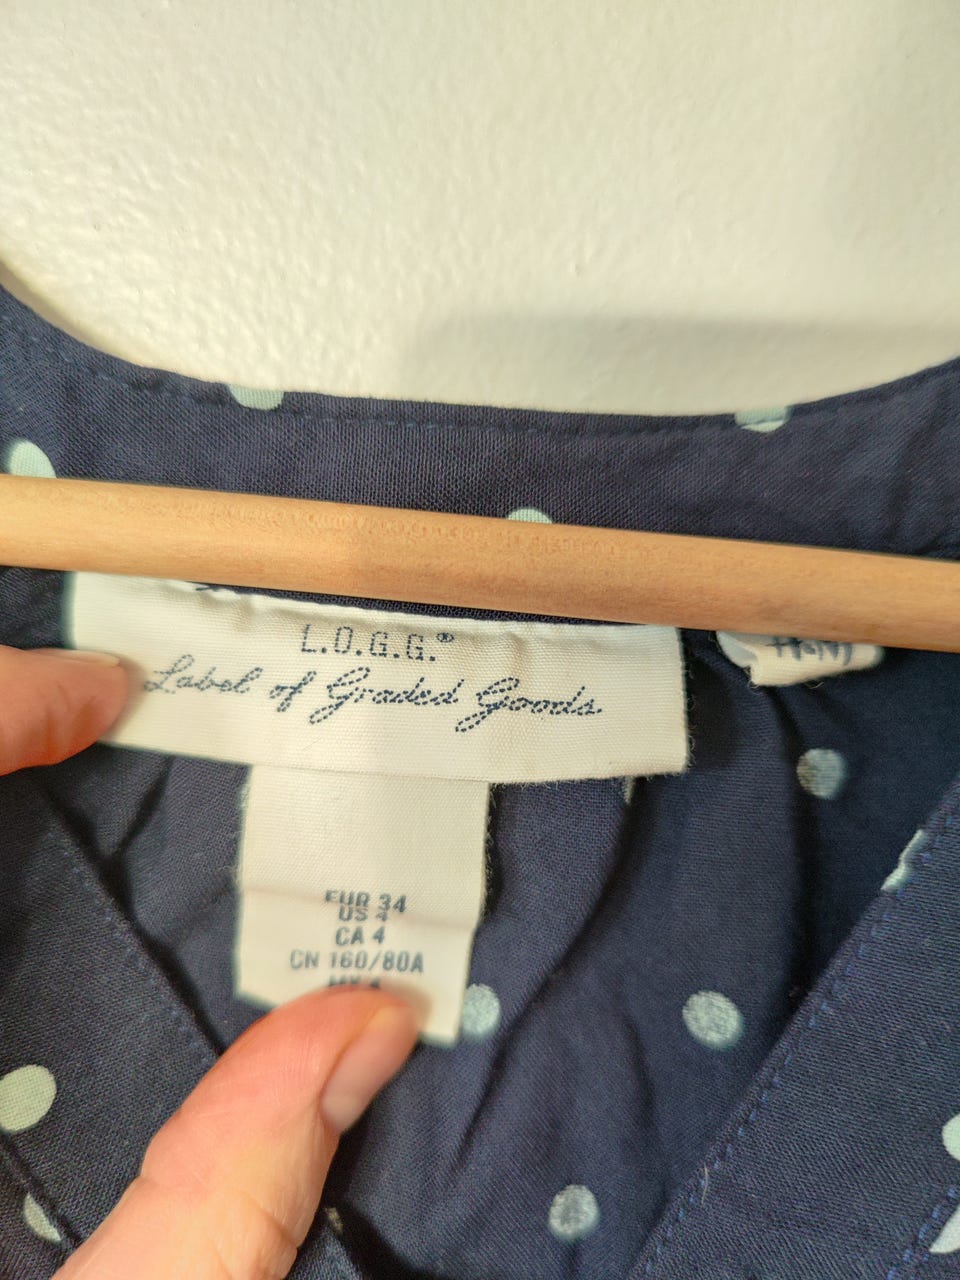 L.O.G.G.®
Label of Graded Goods
EUR 34
US 4
CA 4
CN 160/80A